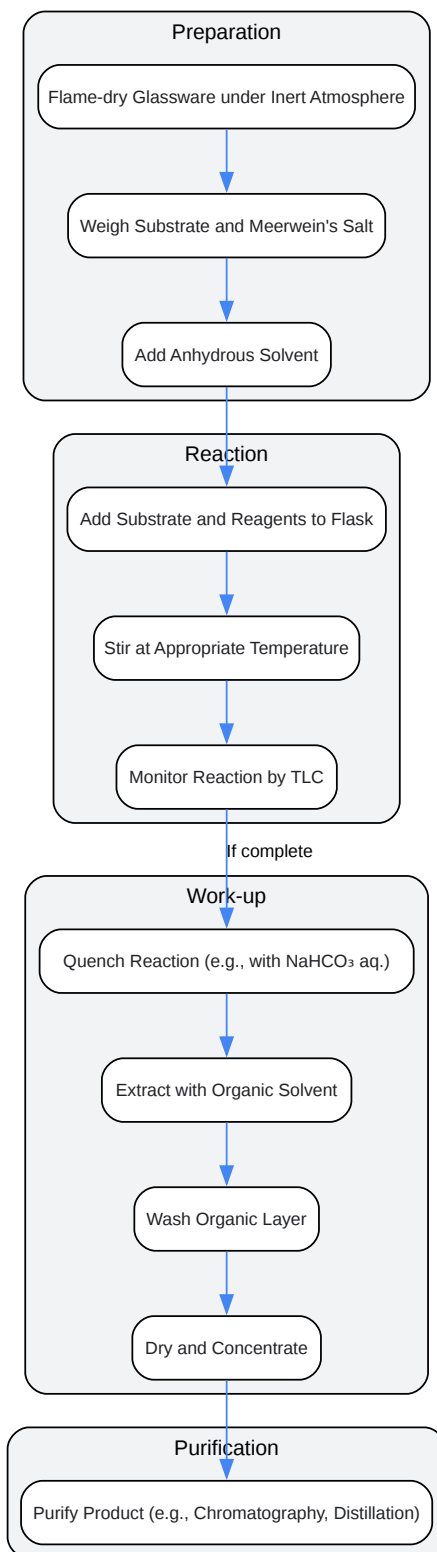 Preparation
Flame-dry Glassware under Inert Atmosphere
Weigh Substrate and Meerwein's Salt
Add Anhydrous Solvent
Reaction
Add Substrate and Reagents to Flask
Stir at Appropriate Temperature
Monitor Reaction by TLC
If complete
Work-up
Quench Reaction (e.g., with NaHCO₃ aq.)
Extract with Organic Solvent
Wash Organic Layer
Dry and Concentrate
Purification
Purify Product (e.g., Chromatography, Distillation)